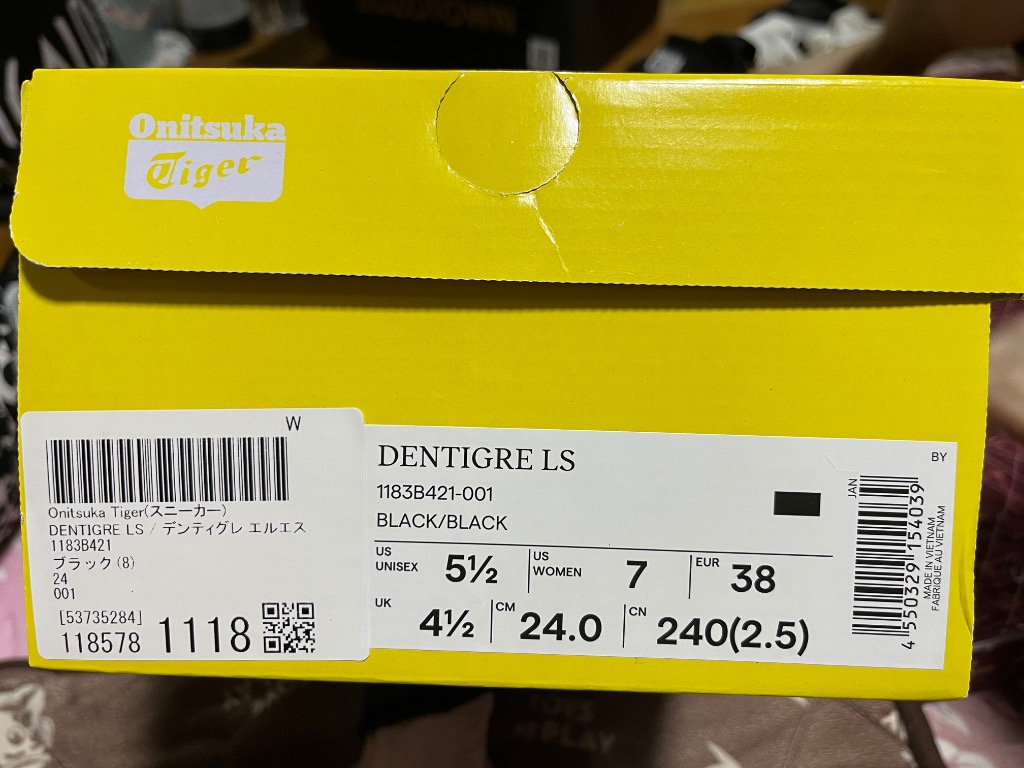 Onitsuka
Tiger
W
Onitsuka Tiger(スニーカー)
DENTIGRE LS / デンティグレ エルエス
1183B421
ブラック(8)
24
001
[53735284]
118578 1118
DENTIGRE LS
1183B421-001
BLACK/BLACK
US UNISEX 5½ US WOMEN 7 EUR 38
UK 4½ CM 24.0 CN 240(2.5)
BY
JAN
4 550329 154039
MADE IN VIETNAM
FABRIQUE AU VIETNAM
TOYS
PLAY